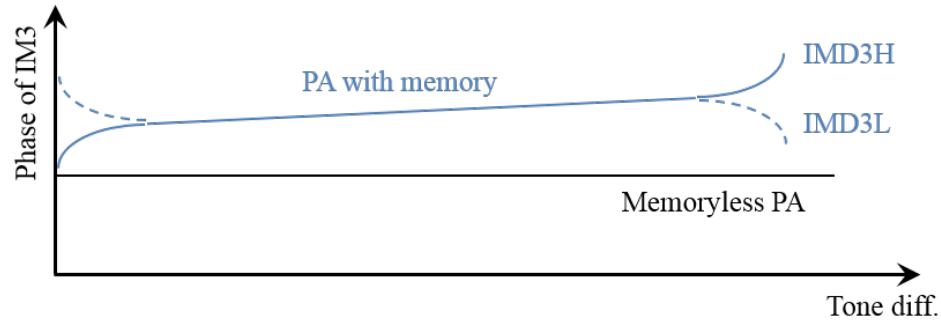 Phase of IM3
PA with memory
IMD3H
IMD3L
Memoryless PA
Tone diff.